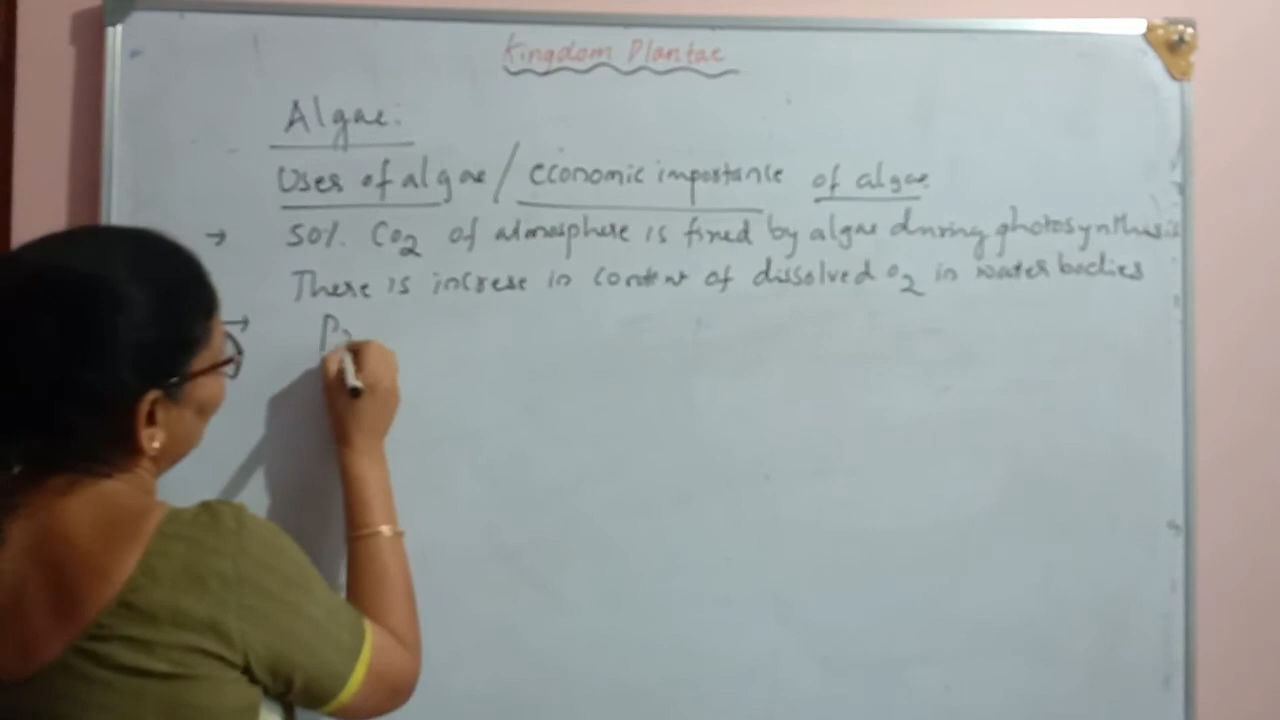 Kingdom Plantae
Algae:
Uses of algae / economic importance of algae
→ 50% CO2 of atmosphere is fixed by algae during photosynthesis
There is increse in content of dissolved O2 in water bodies
→